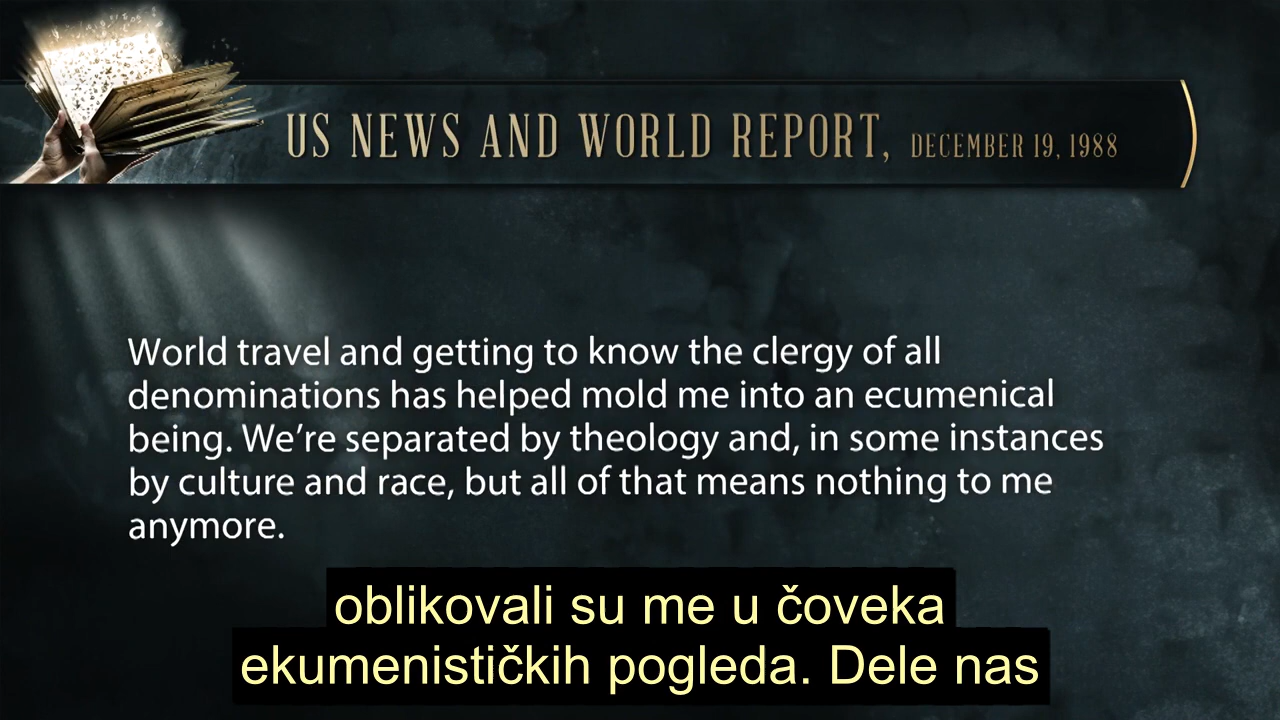 US NEWS AND WORLD REPORT, DECEMBER 19, 1988
World travel and getting to know the clergy of all
denominations has helped mold me into an ecumenical
being. We’re separated by theology and, in some instances
by culture and race, but all of that means nothing to me
anymore.
oblikovali su me u čoveka
ekumenističkih pogleda. Dele nas